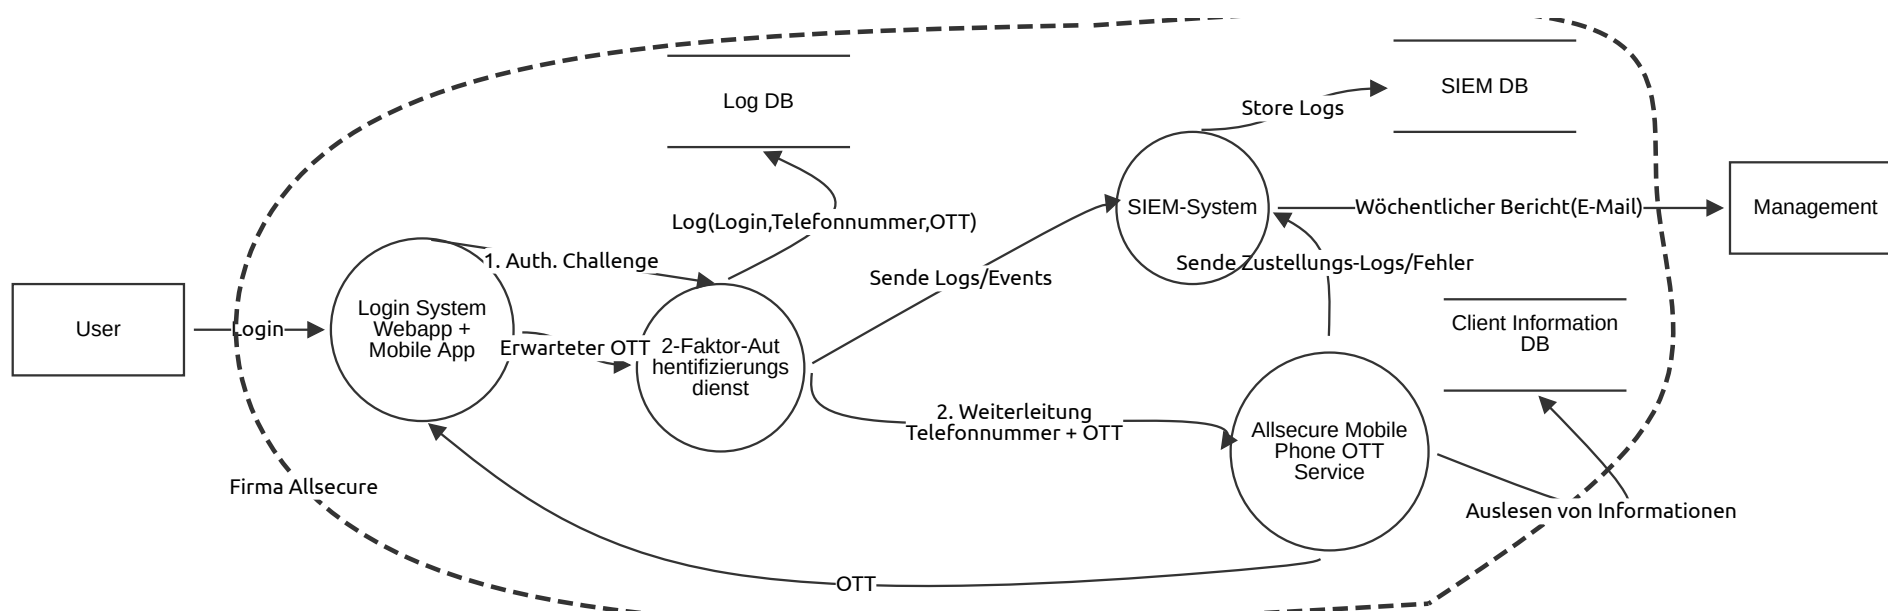 Log DB
SIEM DB
Store Logs
SIEM-System
Wöchentlicher Bericht(E-Mail)
Management
Log(Login,Telefonnummer,OTT)
1. Auth. Challenge
Sende Logs/Events
Sende Zustellungs-Logs/Fehler
User
Login
Login System
Webapp +
Mobile App
Erwarteter OTT
2-Faktor-Aut
hentifizierungs
dienst
Client Information
DB
2. Weiterleitung
Telefonnummer + OTT
Allsecure Mobile
Phone OTT
Service
Firma Allsecure
Auslesen von Informationen
OTT